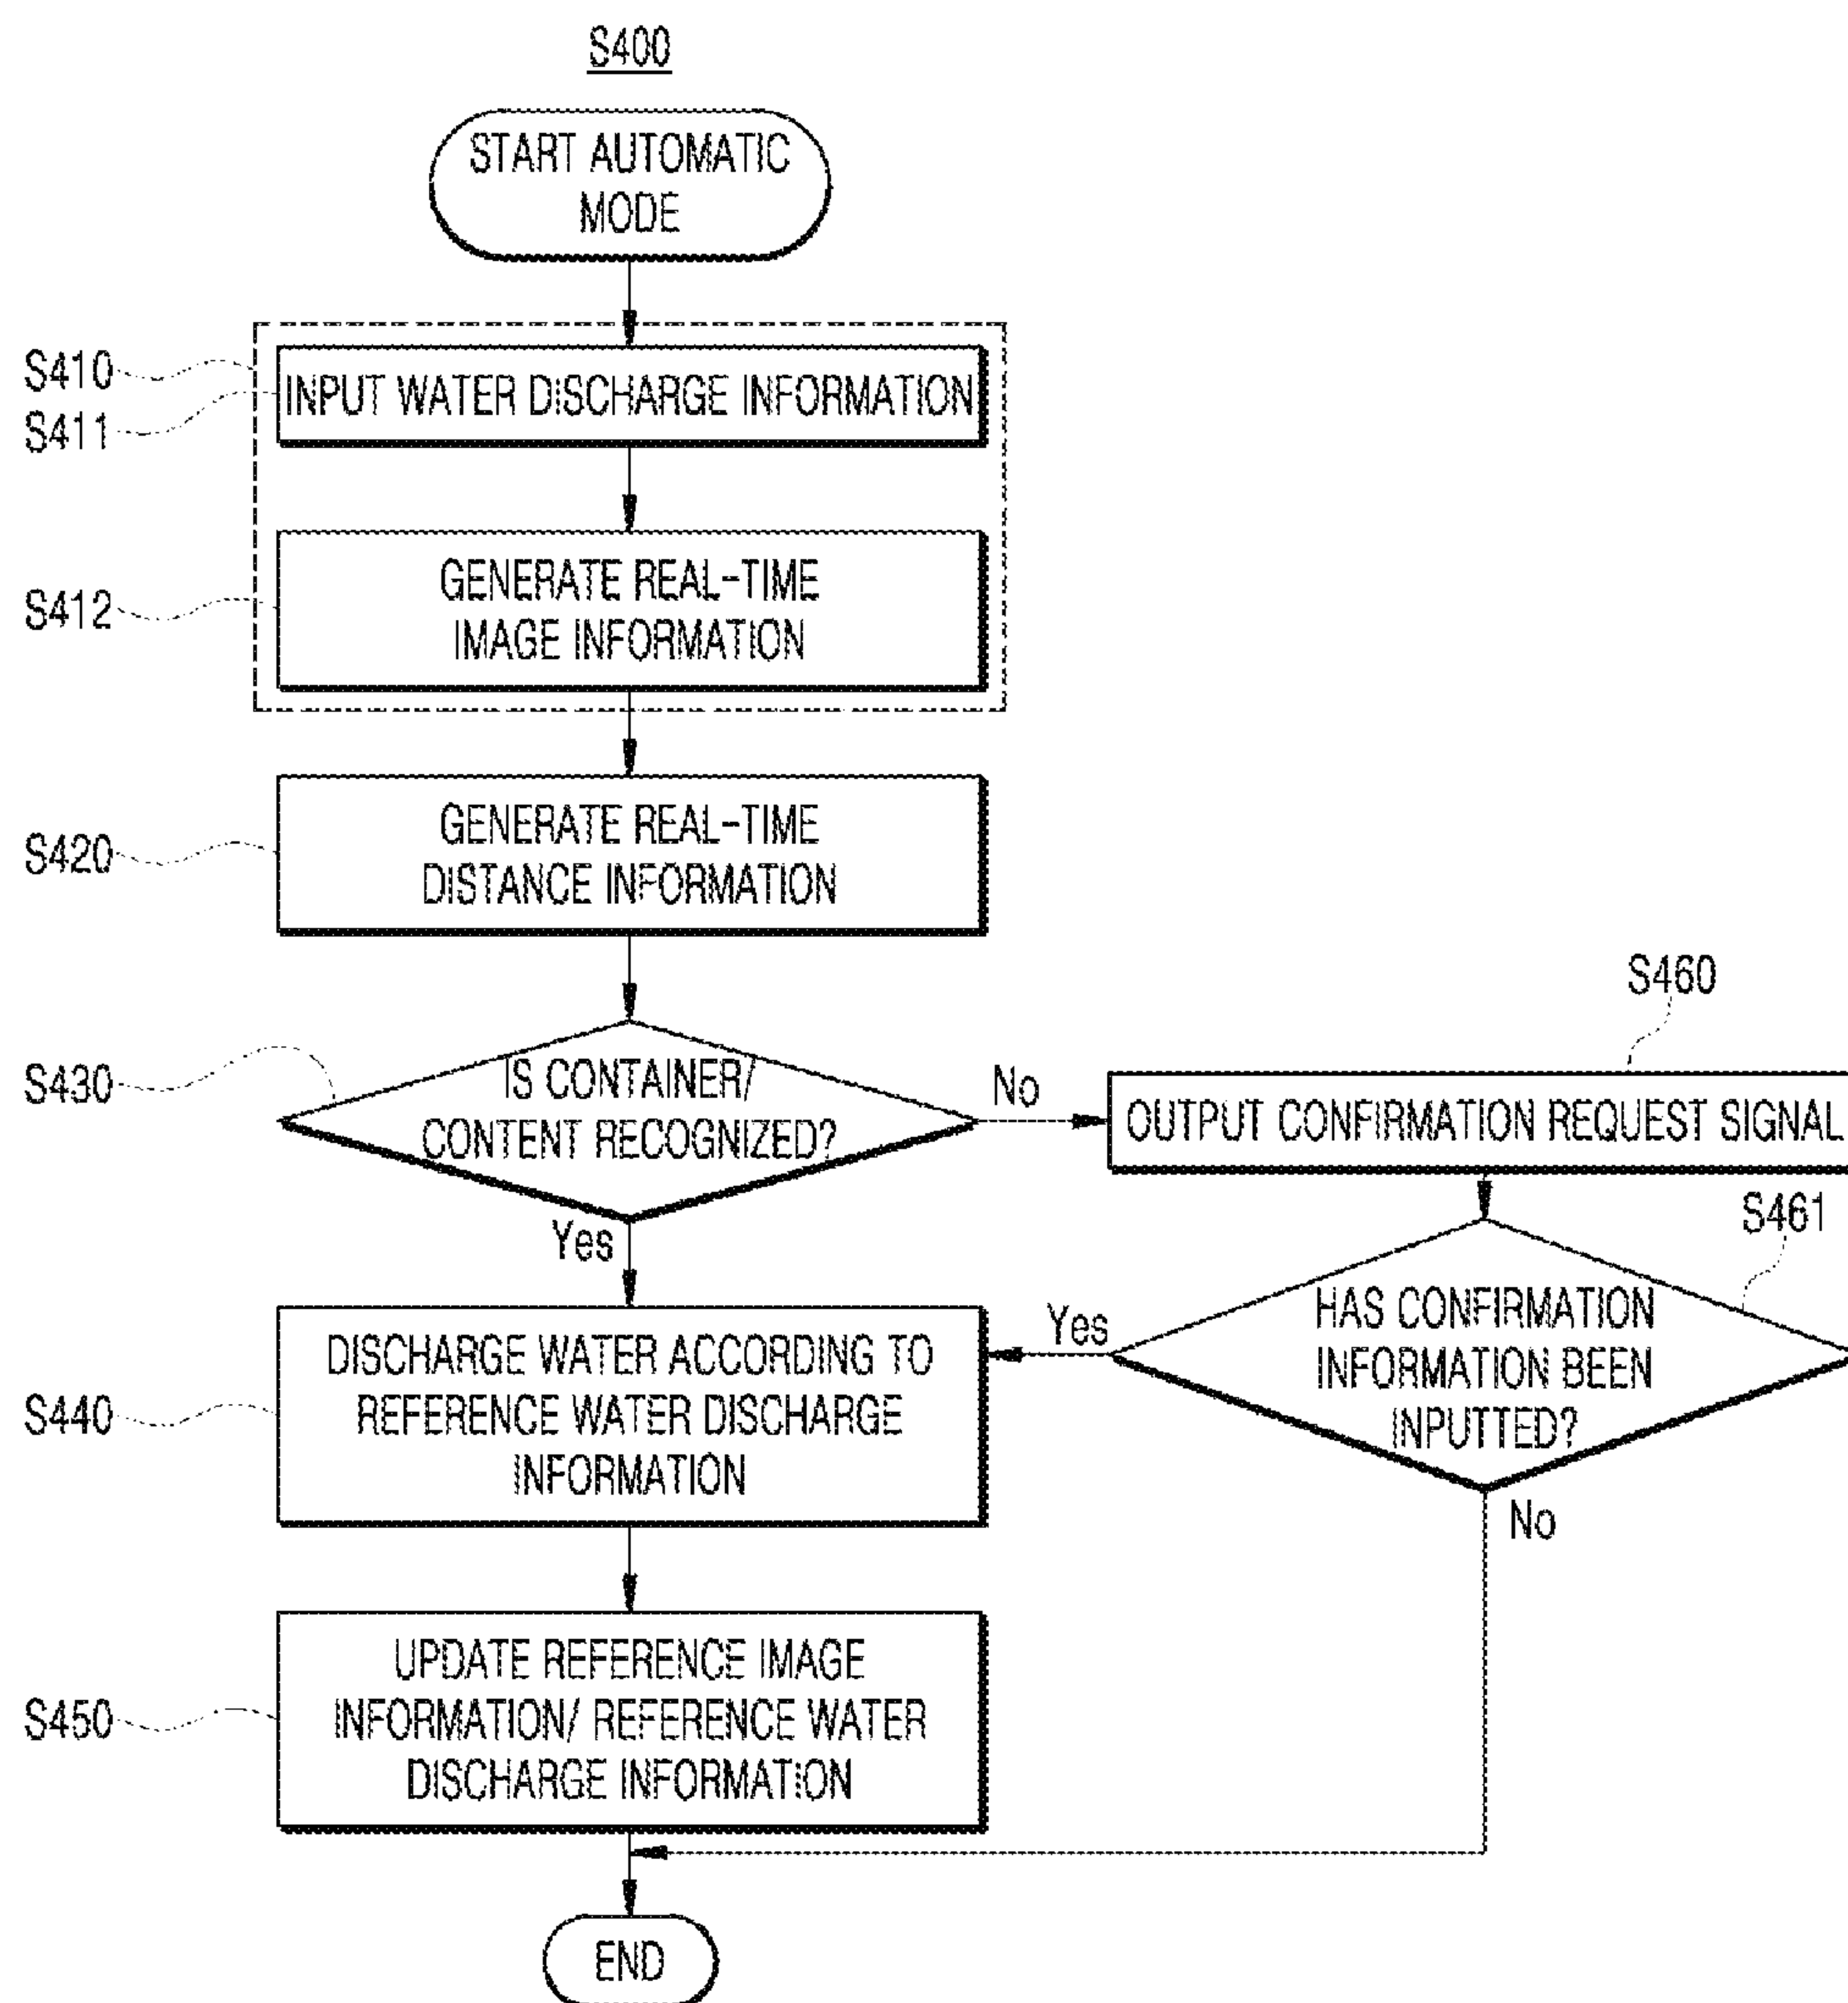 S400
START AUTOMATIC
MODE
S410
S411
INPUT WATER DISCHARGE INFORMATION
S412
GENERATE REAL-TIME
IMAGE INFORMATION
S420
GENERATE REAL-TIME
DISTANCE INFORMATION
S430
IS CONTAINER/
CONTENT RECOGNIZED?
No
Yes
S460
OUTPUT CONFIRMATION REQUEST SIGNAL
S461
HAS CONFIRMATION
INFORMATION BEEN
INPUTTED?
Yes
No
S440
DISCHARGE WATER ACCORDING TO
REFERENCE WATER DISCHARGE
INFORMATION
S450
UPDATE REFERENCE IMAGE
INFORMATION/ REFERENCE WATER
DISCHARGE INFORMATION
END